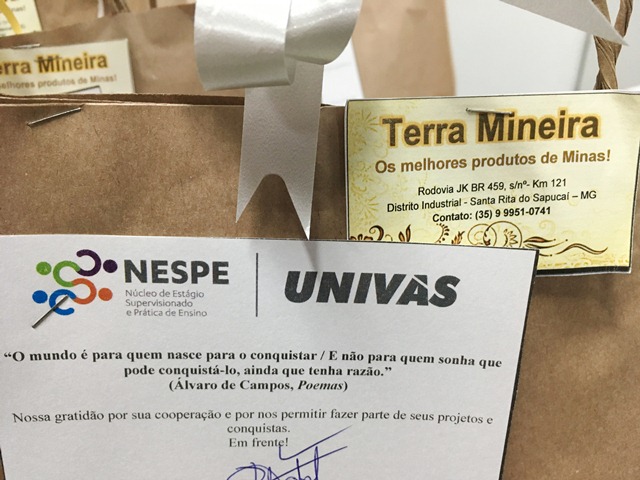 Terra Mineira
Os melhores produtos de Minas!
Terra Mineira
Os melhores produtos de Minas!
Rodovia JK BR 459, s/nº- Km 121
Distrito Industrial - Santa Rita do Sapucaí – MG
Contato: (35) 9 9951-0741
NESPE
Núcleo de Estágio
Supervisionado
e Prática de Ensino
UNIVÀS
“O mundo é para quem nasce para o conquistar / E não para quem sonha que
pode conquistá-lo, ainda que tenha razão.”
(Álvaro de Campos, Poemas)
Nossa gratidão por sua cooperação e por nos permitir fazer parte de seus projetos e
conquistas.
Em frente!